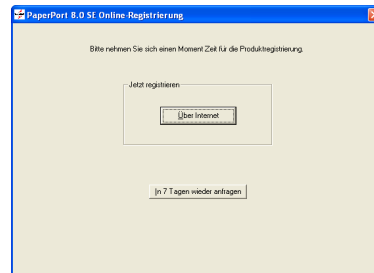 PaperPort 8.0 SE Online-Registrierung
Bitte nehmen Sie sich einen Moment Zeit für die Produktregistrierung.
Jetzt registrieren
Über Internet
In 7 Tagen wieder anfragen